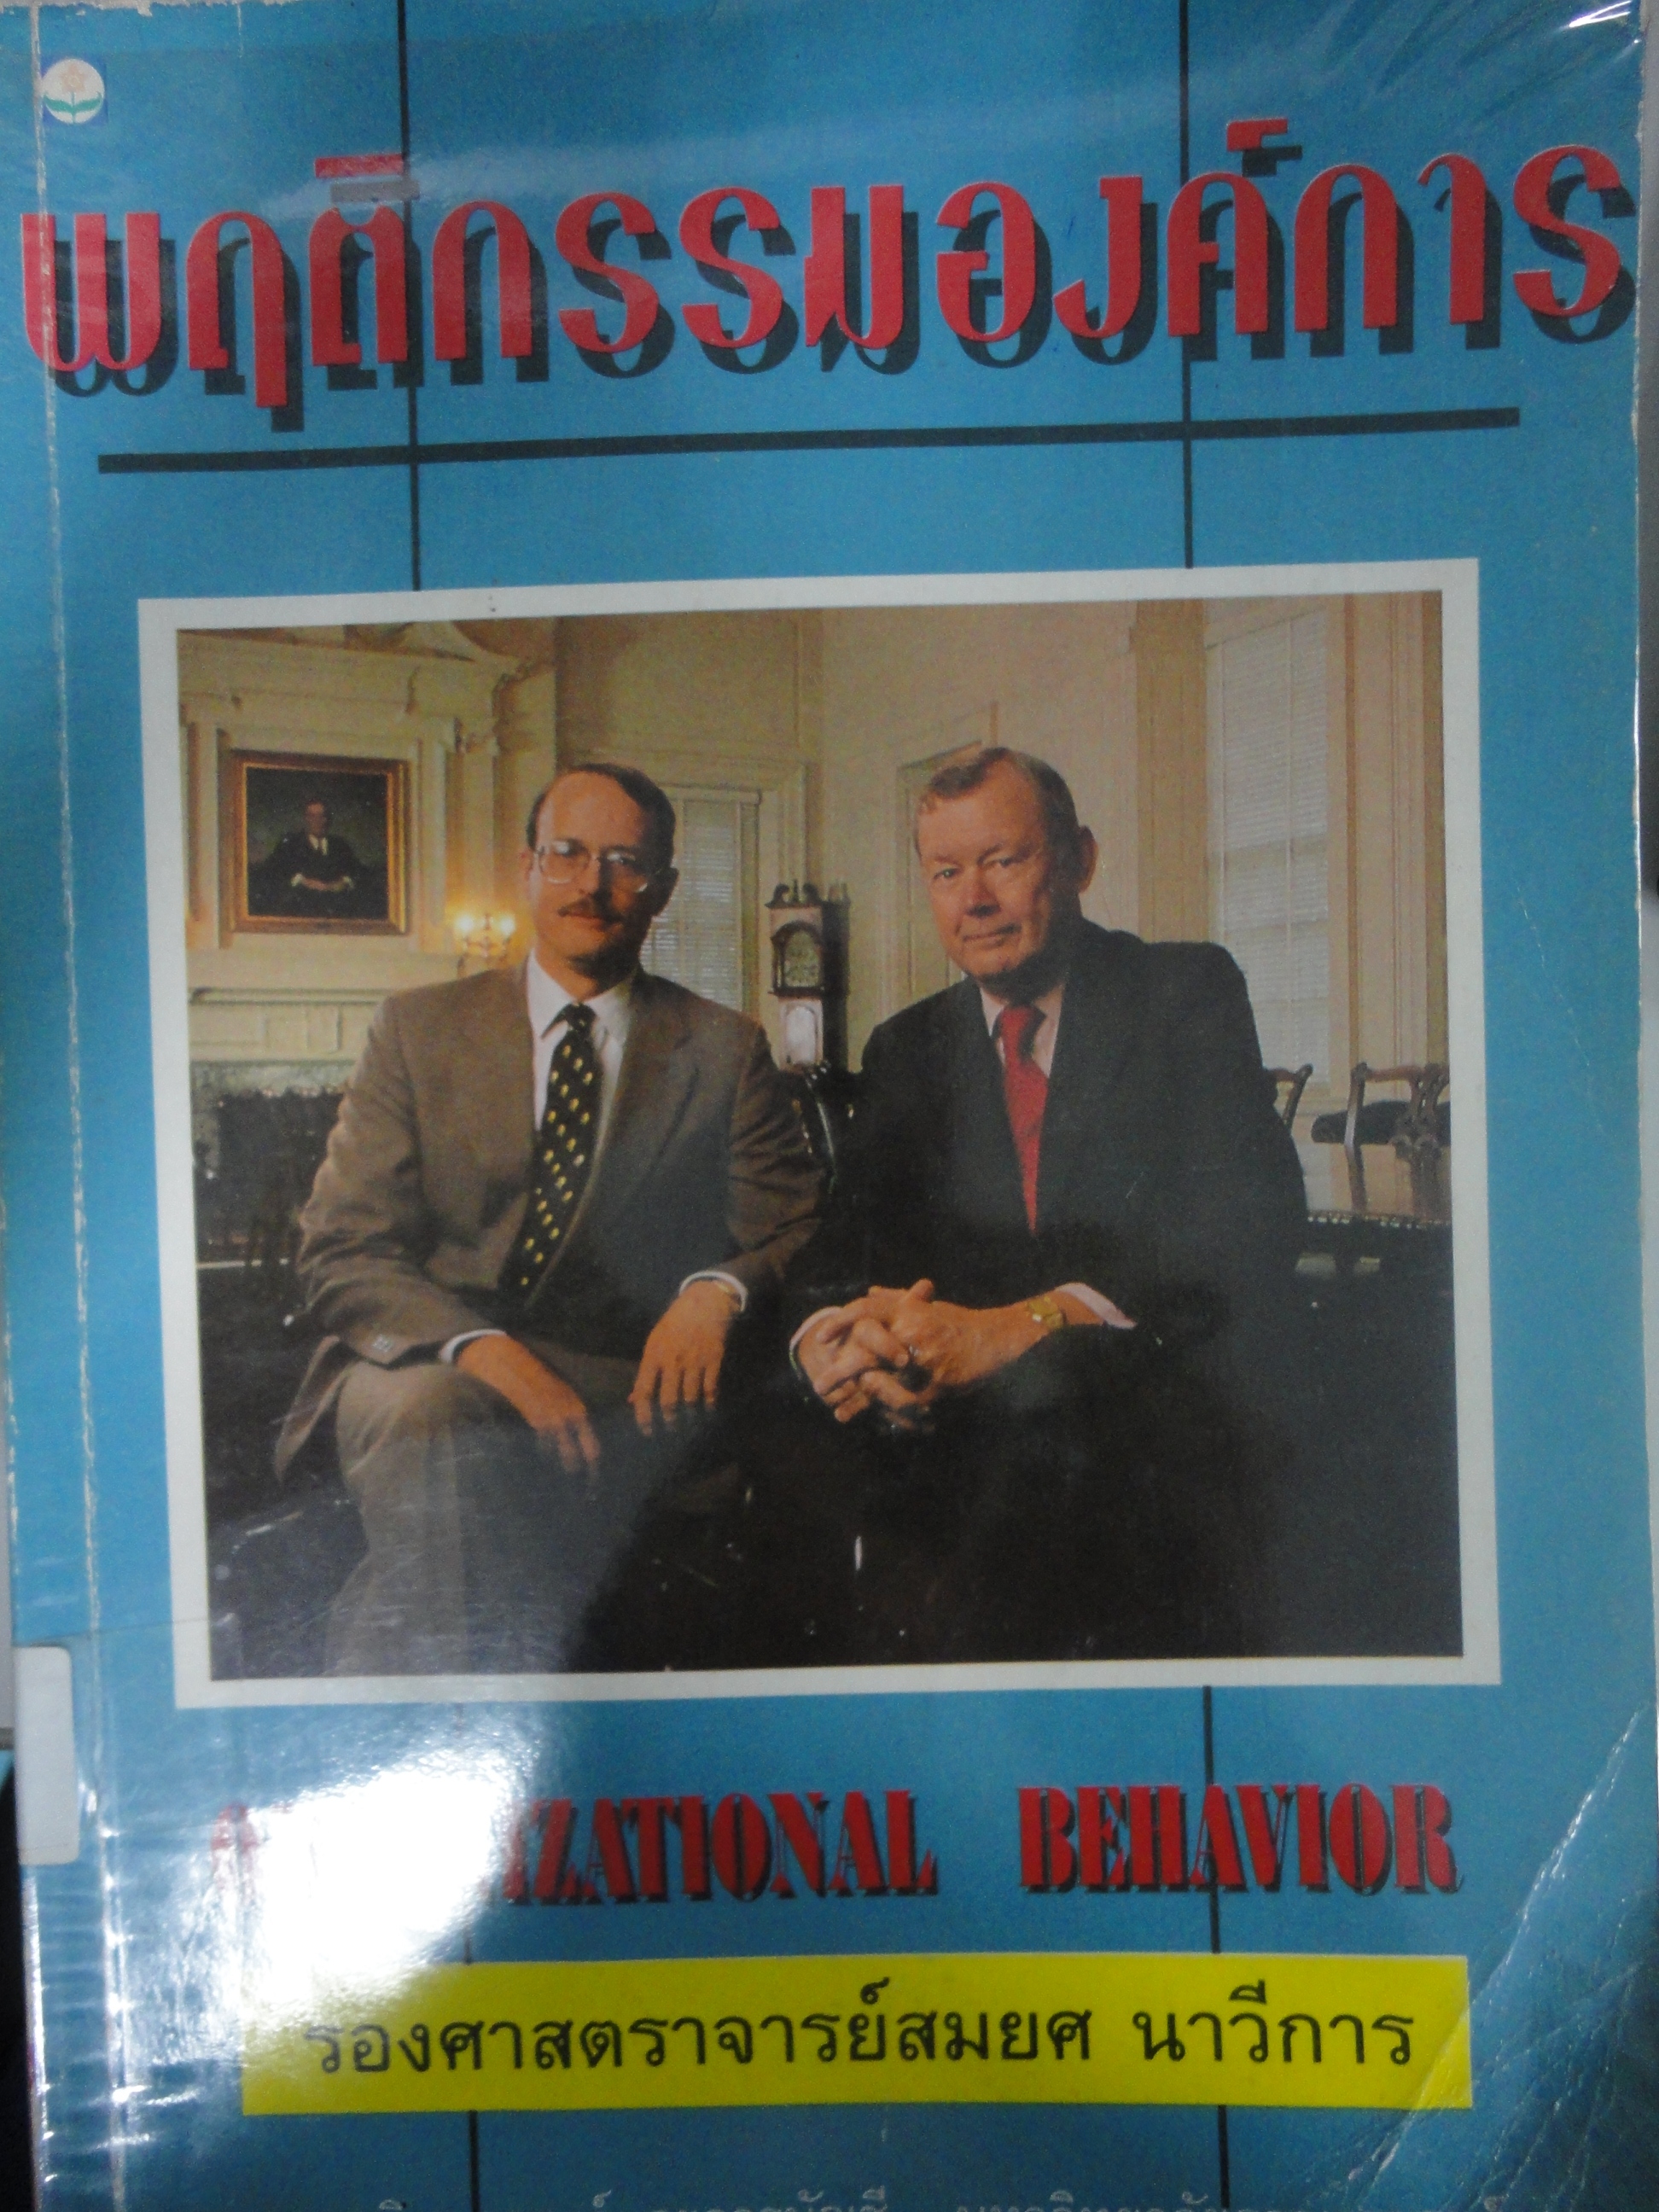 พฤติกรรมองค์การ
ORGANIZATIONAL BEHAVIOR
รองศาสตราจารย์สมยศ นาวีการ